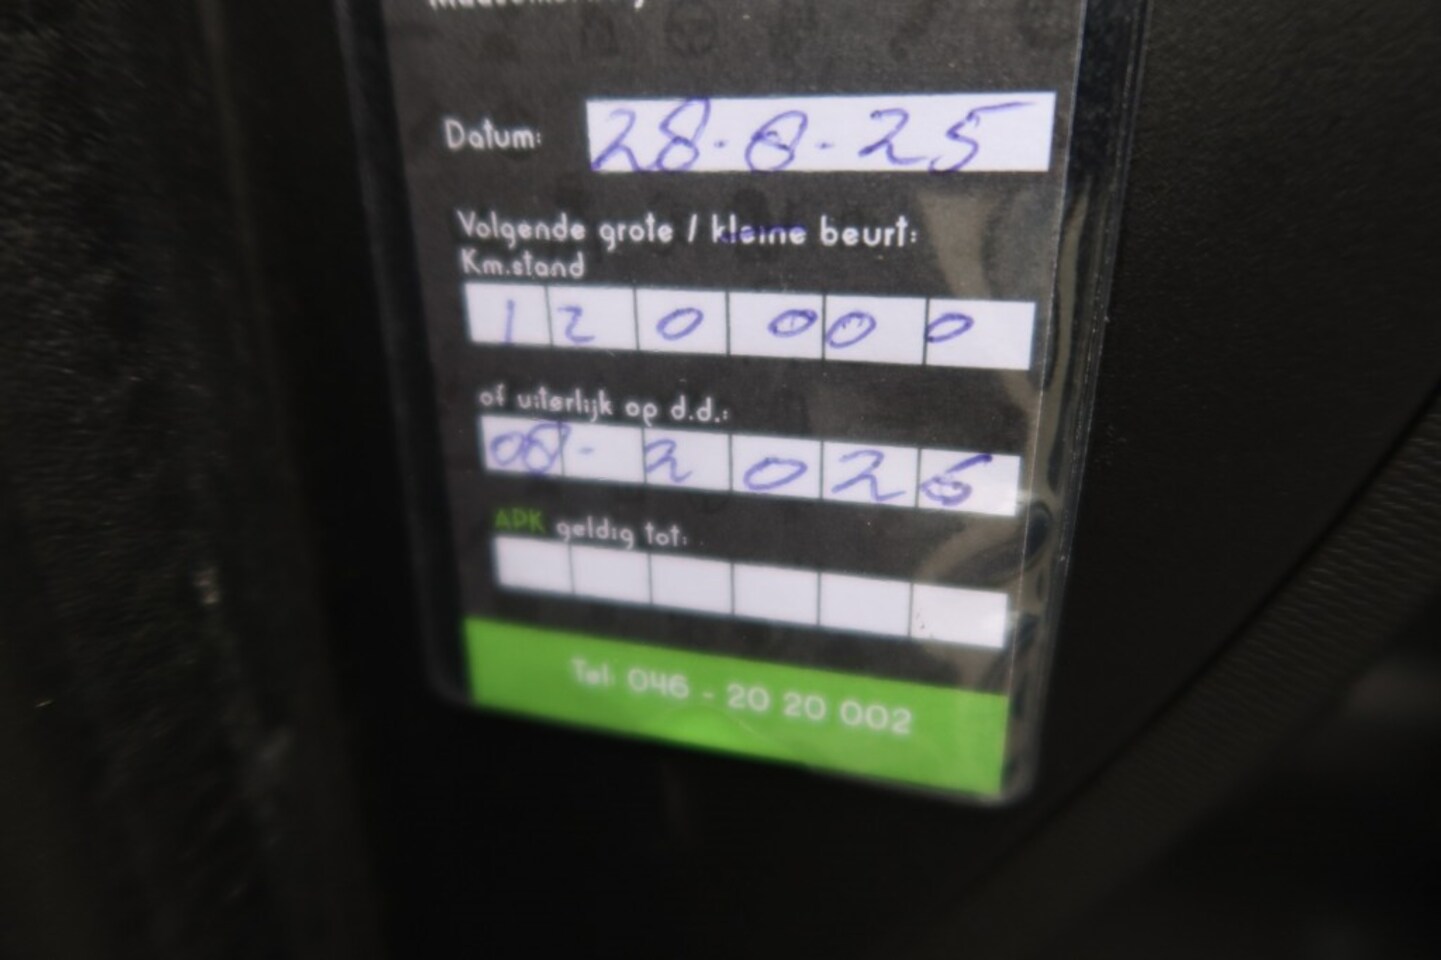 Datum: 28-8-25
Volgende grote / kleine beurt:
Km.stand
120000
of uiterlijk op d.d.:
08-2026
APK geldig tot:
Tel: 046 - 20 20 002